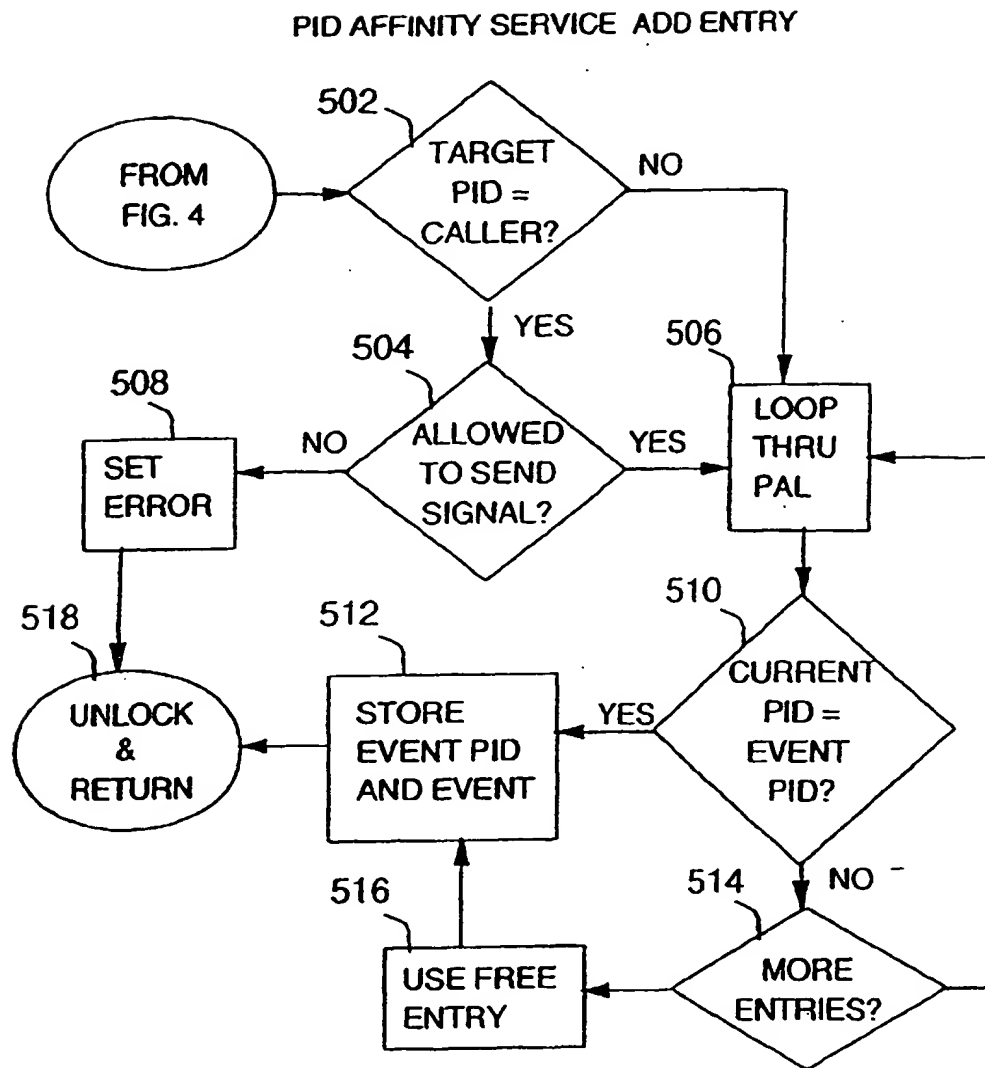 PID AFFINITY SERVICE ADD ENTRY
502
FROM
FIG. 4
TARGET
PID =
CALLER?
NO
YES
504
506
508
ALLOWED
TO SEND
SIGNAL?
NO
YES
LOOP
THRU
PAL
SET
ERROR
510
512
518
CURRENT
PID =
EVENT
PID?
YES
STORE
EVENT PID
AND EVENT
UNLOCK
&
RETURN
NO
514
516
USE FREE
ENTRY
MORE
ENTRIES?